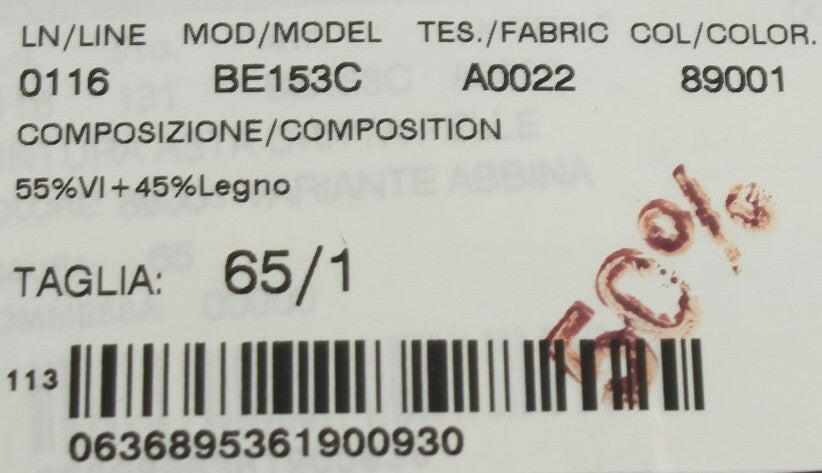 LN/LINE MOD/MODEL TES./FABRIC COL/COLOR.
0116 BE153C A0022 89001
COMPOSIZIONE/COMPOSITION
55%VI+45%Legno
50%
TAGLIA: 65/1
113
0636895361900930